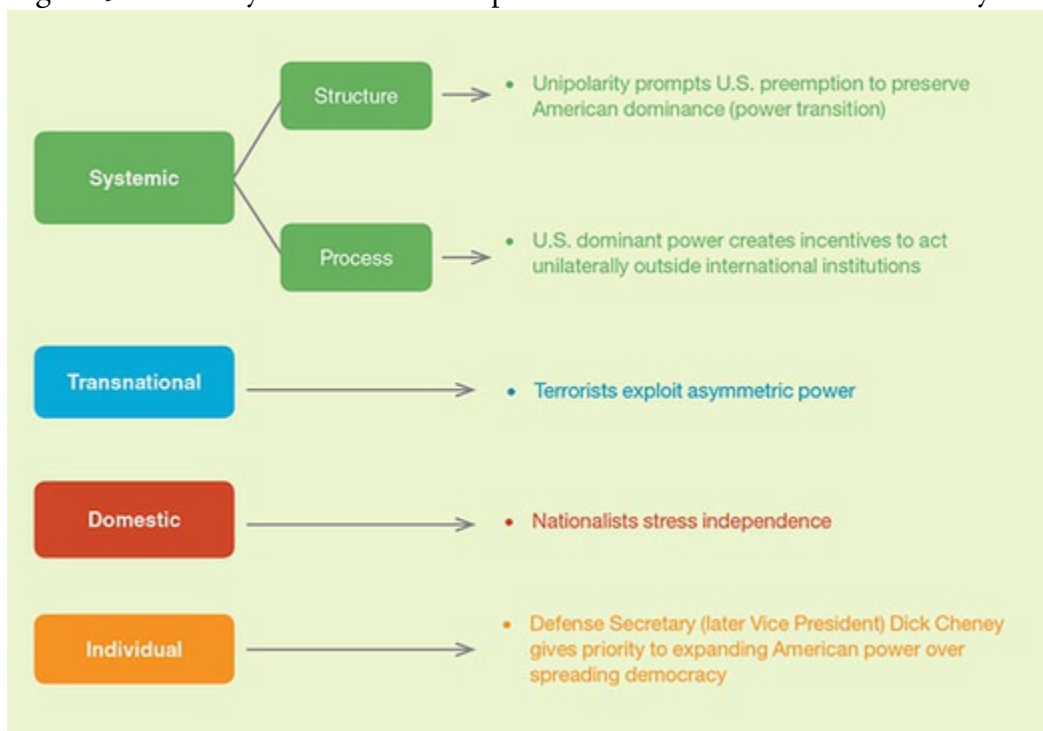 Structure
• Unipolarity prompts U.S. preemption to preserve
American dominance (power transition)
Systemic
Process
• U.S. dominant power creates incentives to act
unilaterally outside international institutions
Transnational
• Terrorists exploit asymmetric power
Domestic
• Nationalists stress independence
Individual
• Defense Secretary (later Vice President) Dick Cheney
gives priority to expanding American power over
spreading democracy